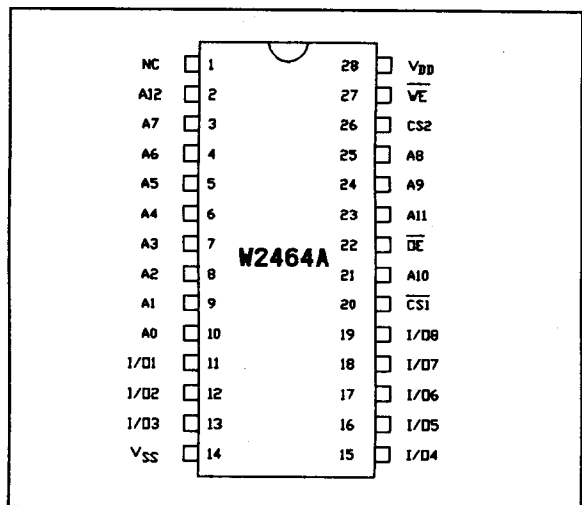 NC 1 28 VDD
A12 2 27 WE
A7 3 26 CS2
A6 4 25 A8
A5 5 24 A9
A4 6 23 A11
A3 7 22 OE
W2464A
A2 8 21 A10
A1 9 20 CS1
A0 10 19 I/O8
I/O1 11 18 I/O7
I/O2 12 17 I/O6
I/O3 13 16 I/O5
VSS 14 15 I/O4